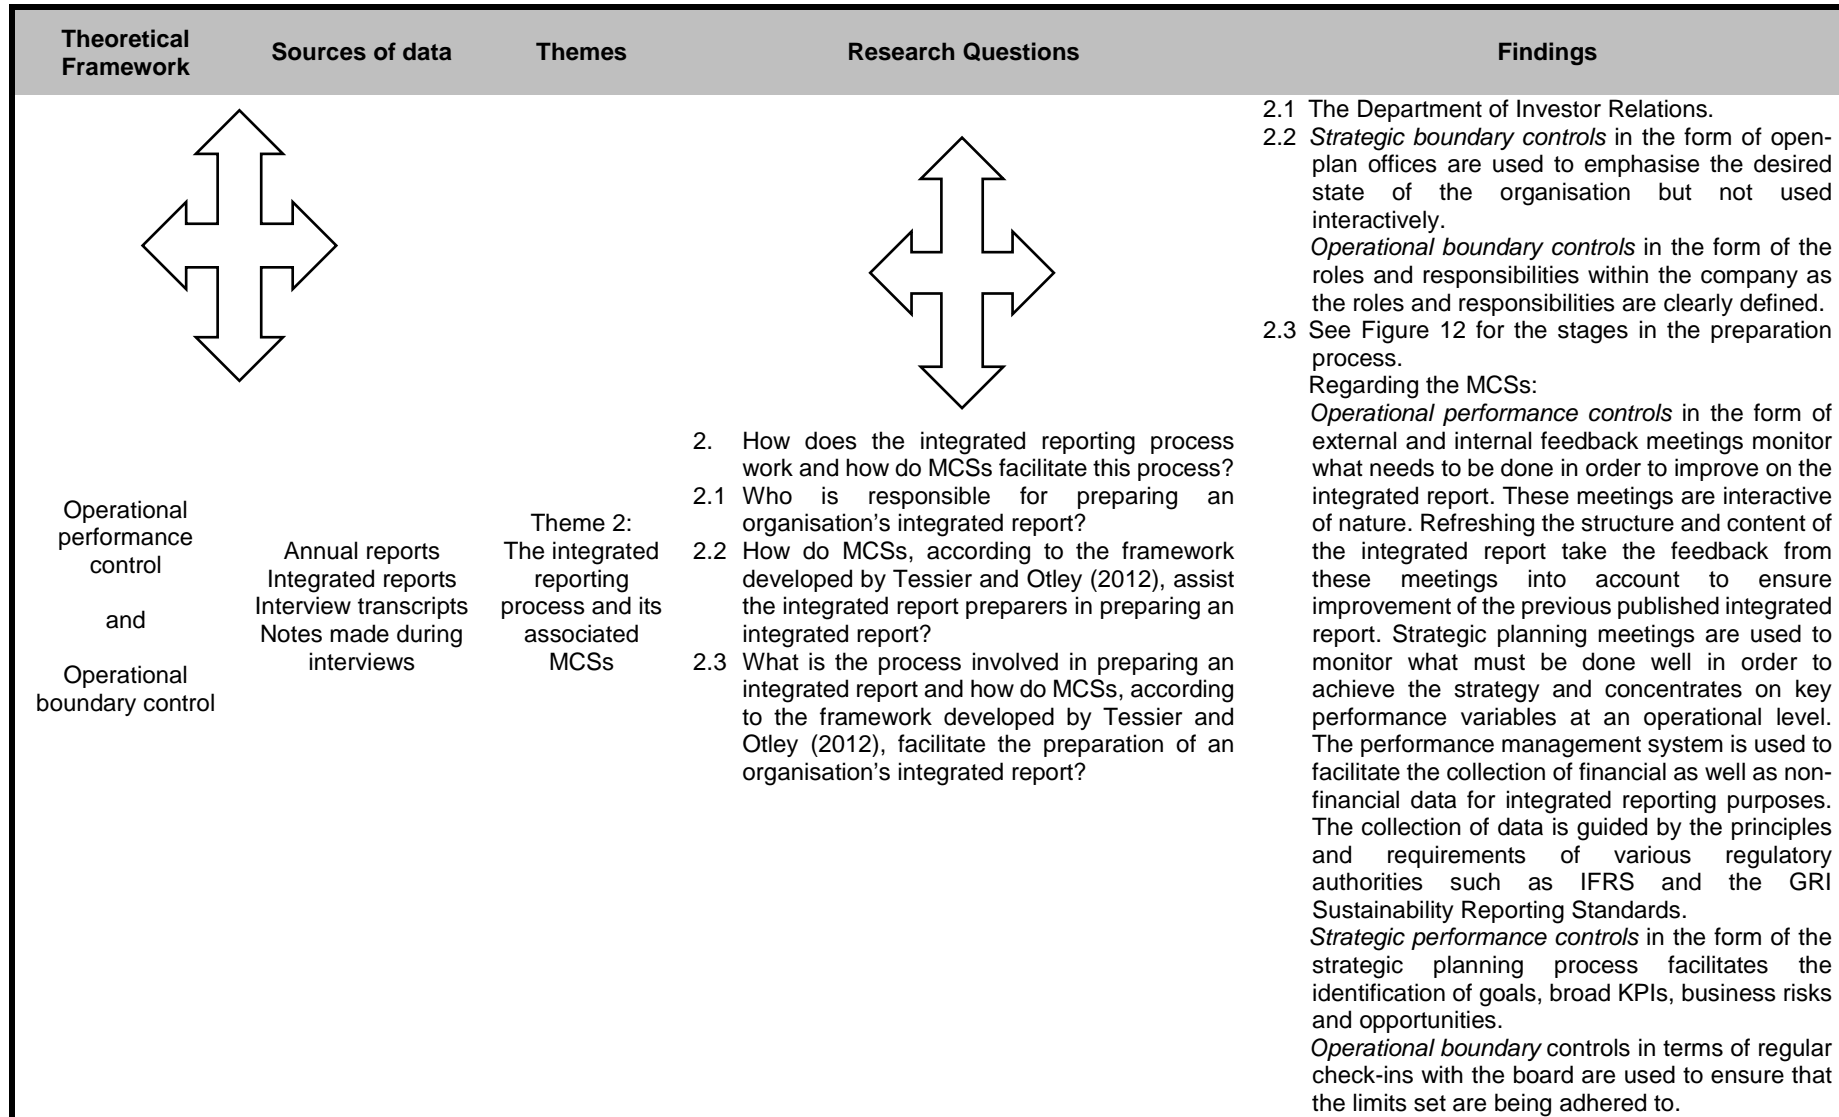 Theoretical
Framework
Sources of data
Themes
Research Questions
Findings
Operational
performance
control
and
Operational
boundary control
Annual reports
Integrated reports
Interview transcripts
Notes made during
interviews
Theme 2:
The integrated
reporting
process and its
associated
MCSs
2. How does the integrated reporting process
work and how do MCSs facilitate this process?
2.1 Who is responsible for preparing an
organisation’s integrated report?
2.2 How do MCSs, according to the framework
developed by Tessier and Otley (2012), assist
the integrated report preparers in preparing an
integrated report?
2.3 What is the process involved in preparing an
integrated report and how do MCSs, according
to the framework developed by Tessier and
Otley (2012), facilitate the preparation of an
organisation’s integrated report?
2.1 The Department of Investor Relations.
2.2 Strategic boundary controls in the form of open-
plan offices are used to emphasise the desired
state of the organisation but not used
interactively.
Operational boundary controls in the form of the
roles and responsibilities within the company as
the roles and responsibilities are clearly defined.
2.3 See Figure 12 for the stages in the preparation
process.
Regarding the MCSs:
Operational performance controls in the form of
external and internal feedback meetings monitor
what needs to be done in order to improve on the
integrated report. These meetings are interactive
of nature. Refreshing the structure and content of
the integrated report take the feedback from
these meetings into account to ensure
improvement of the previous published integrated
report. Strategic planning meetings are used to
monitor what must be done well in order to
achieve the strategy and concentrates on key
performance variables at an operational level.
The performance management system is used to
facilitate the collection of financial as well as non-
financial data for integrated reporting purposes.
The collection of data is guided by the principles
and requirements of various regulatory
authorities such as IFRS and the GRI
Sustainability Reporting Standards.
Strategic performance controls in the form of the
strategic planning process facilitates the
identification of goals, broad KPIs, business risks
and opportunities.
Operational boundary controls in terms of regular
check-ins with the board are used to ensure that
the limits set are being adhered to.